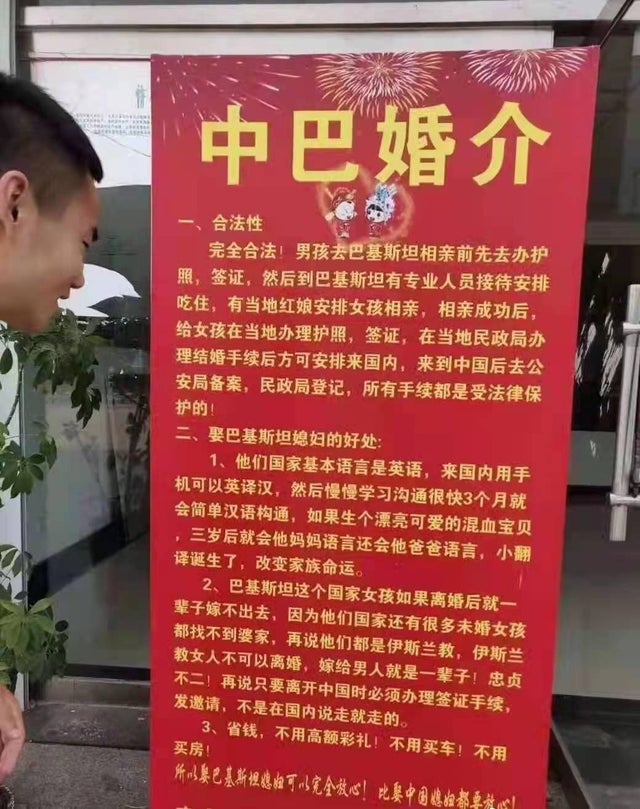 中巴婚介
一、合法性
完全合法！男孩去巴基斯坦相亲前先去办护
照，签证，然后到巴基斯坦有专业人员接待安排
吃住，有当地红娘安排女孩相亲，相亲成功后，
给女孩在当地办理护照，签证，在当地民政局办
理结婚手续后方可安排来国内，来到中国后去公
安局备案，民政局登记，所有手续都是受法律保
护的！
二、娶巴基斯坦媳妇的好处:
1、他们国家基本语言是英语，来国内用手
机可以英译汉，然后慢慢学习沟通很快3个月就
会简单汉语构通，如果生个漂亮可爱的混血宝贝
，三岁后就会他妈妈语言还会他爸爸语言，小翻
译诞生了，改变家族命运。
2、巴基斯坦这个国家女孩如果离婚后就一
辈子嫁不出去，因为他们国家还有很多未婚女孩
都找不到婆家，再说他们都是伊斯兰教，伊斯兰
教女人不可以离婚，嫁给男人就是一辈子！忠贞
不二！再说只要离开中国时必须办理签证手续，
发邀请，不是在国内说走就走的。
3、省钱，不用高额彩礼！不用买车！不用
买房！
所以娶巴基斯坦媳妇可以完全放心！比娶中国媳妇都要放心！